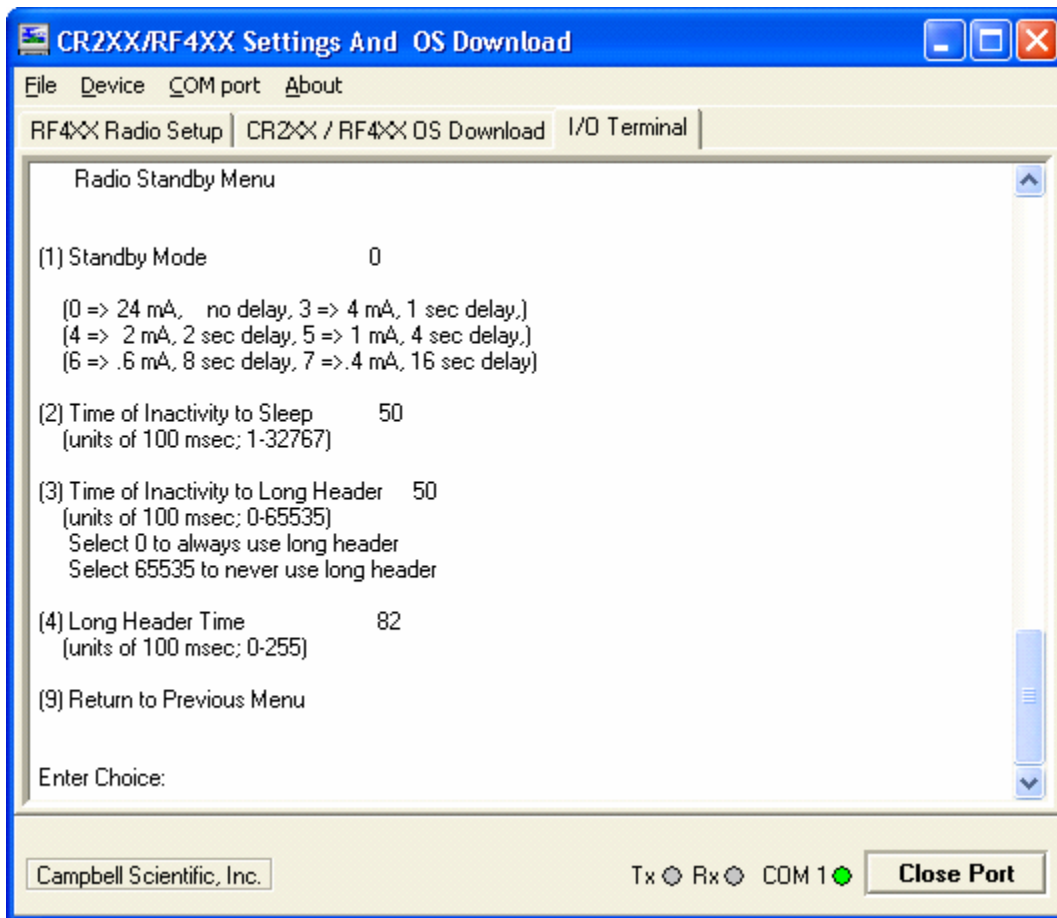 CR2XX/RF4XX Settings And OS Download
File Device COM port About
RF4XX Radio Setup CR2XX / RF4XX OS Download I/O Terminal
Radio Standby Menu
(1) Standby Mode 0
(0 => 24 mA, no delay, 3 => 4 mA, 1 sec delay,)
(4 => 2 mA, 2 sec delay, 5 => 1 mA, 4 sec delay,)
(6 => .6 mA, 8 sec delay, 7 =>.4 mA, 16 sec delay)
(2) Time of Inactivity to Sleep 50
(units of 100 msec; 1-32767)
(3) Time of Inactivity to Long Header 50
(units of 100 msec; 0-65535)
Select 0 to always use long header
Select 65535 to never use long header
(4) Long Header Time 82
(units of 100 msec; 0-255)
(9) Return to Previous Menu
Enter Choice:
Campbell Scientific, Inc. Tx Rx COM 1 Close Port